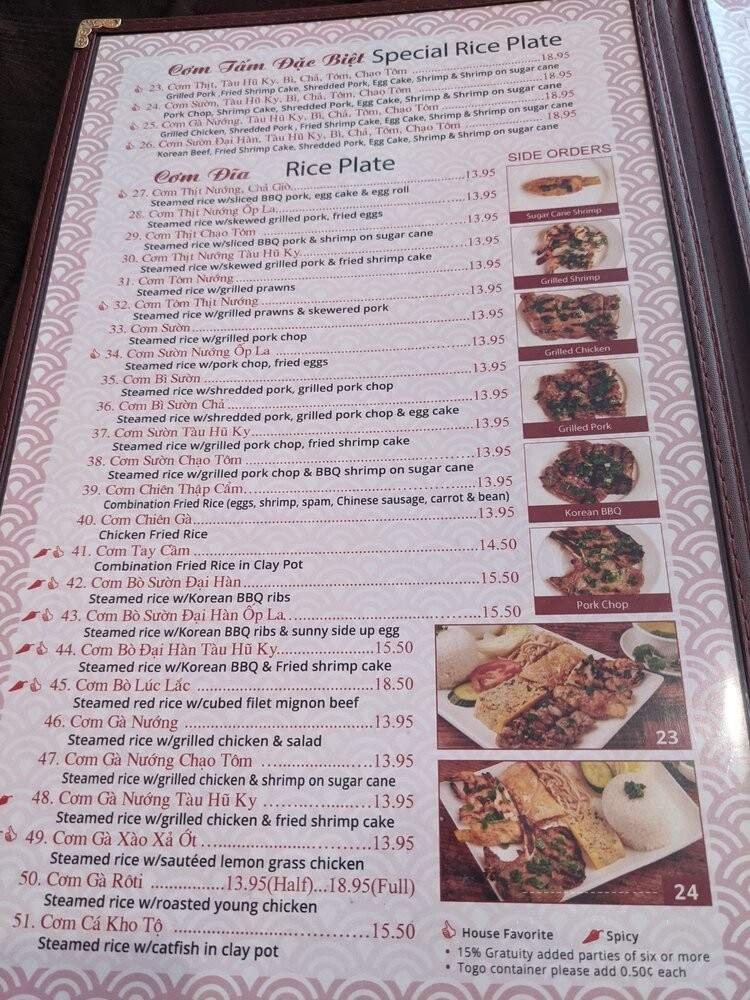 Cơm Tấm Đặc Biệt Special Rice Plate
23. Cơm Thịt, Tàu Hũ Ky, Bì, Chả, Tôm, Chạo Tôm ...18.95
Grilled Pork, Fried Shrimp Cake, Shredded Pork, Egg Cake, Shrimp & Shrimp on sugar cane
24. Cơm Sườn, Tàu Hũ Ky, Bì, Chả, Tôm, Chạo Tôm ...18.95
Pork Chop, Shrimp Cake, Shredded Pork, Egg Cake, Shrimp & Shrimp on sugar cane
25. Cơm Gà Nướng, Tàu Hũ Ky, Bì, Chả, Tôm, Chạo Tôm ...18.95
Grilled Chicken, Shredded Pork, Fried Shrimp Cake, Egg Cake, Shrimp & Shrimp on sugar cane
26. Cơm Sườn Đại Hàn, Tàu Hũ Ky, Bì, Chả, Tôm, Chạo Tôm ...18.95
Korean Beef, Fried Shrimp Cake, Shredded Pork, Egg Cake, Shrimp & Shrimp on sugar cane
Cơm Đĩa Rice Plate
27. Cơm Thịt Nướng, Chả Giò...13.95
Steamed rice w/sliced BBQ pork, egg cake & egg roll
28. Cơm Thịt Nướng Ốp La...13.95
Steamed rice w/skewed grilled pork, fried eggs
29. Cơm Thịt Chạo Tôm ...13.95
Steamed rice w/sliced BBQ pork & shrimp on sugar cane
30. Cơm Thịt Nướng Tàu Hũ Ky...13.95
Steamed rice w/skewed grilled pork & fried shrimp cake
31. Cơm Tôm Nướng...13.95
Steamed rice w/grilled prawns
32. Cơm Tôm Thịt Nướng ...13.95
Steamed rice w/grilled prawns & skewered pork
33. Cơm Sườn...13.95
Steamed rice w/grilled pork chop
34. Cơm Sườn Nướng Ốp La ...13.95
Steamed rice w/pork chop, fried eggs
35. Cơm Bì Sườn ...13.95
Steamed rice w/shredded pork, grilled pork chop
36. Cơm Bì Sườn Chả...13.95
Steamed rice w/shredded pork, grilled pork chop & egg cake
37. Cơm Sườn Tàu Hũ Ky...13.95
Steamed rice w/grilled pork chop, fried shrimp cake
38. Cơm Sườn Chạo Tôm ...13.95
Steamed rice w/grilled pork chop & BBQ shrimp on sugar cane
39. Cơm Chiên Thập Cẩm...13.95
Combination Fried Rice (eggs, shrimp, spam, Chinese sausage, carrot & bean)
40. Cơm Chiên Gà...13.95
Chicken Fried Rice
41. Cơm Tay Cầm ...14.50
Combination Fried Rice in Clay Pot
42. Cơm Bò Sườn Đại Hàn...15.50
Steamed rice w/Korean BBQ ribs
43. Cơm Bò Sườn Đại Hàn Ốp La...15.50
Steamed rice w/Korean BBQ ribs & sunny side up egg
44. Cơm Bò Đại Hàn Tàu Hũ Ky...15.50
Steamed rice w/Korean BBQ & Fried shrimp cake
45. Cơm Bò Lúc Lắc ...18.50
Steamed red rice w/cubed filet mignon beef
46. Cơm Gà Nướng ...13.95
Steamed rice w/grilled chicken & salad
47. Cơm Gà Nướng Chạo Tôm ...13.95
Steamed rice w/grilled chicken & shrimp on sugar cane
48. Cơm Gà Nướng Tàu Hũ Ky ...13.95
Steamed rice w/grilled chicken & fried shrimp cake
49. Cơm Gà Xào Xả Ớt...13.95
Steamed rice w/sautéed lemon grass chicken
50. Cơm Gà Rôti ...13.95(Half)...18.95(Full)
Steamed rice w/roasted young chicken
51. Cơm Cá Kho Tộ ...15.50
Steamed rice w/catfish in clay pot
SIDE ORDERS
Sugar Cane Shrimp
Grilled Shrimp
Grilled Chicken
Grilled Pork
Korean BBQ
Pork Chop
23
24
House Favorite Spicy
• 15% Gratuity added parties of six or more
• Togo container please add 0.50¢ each